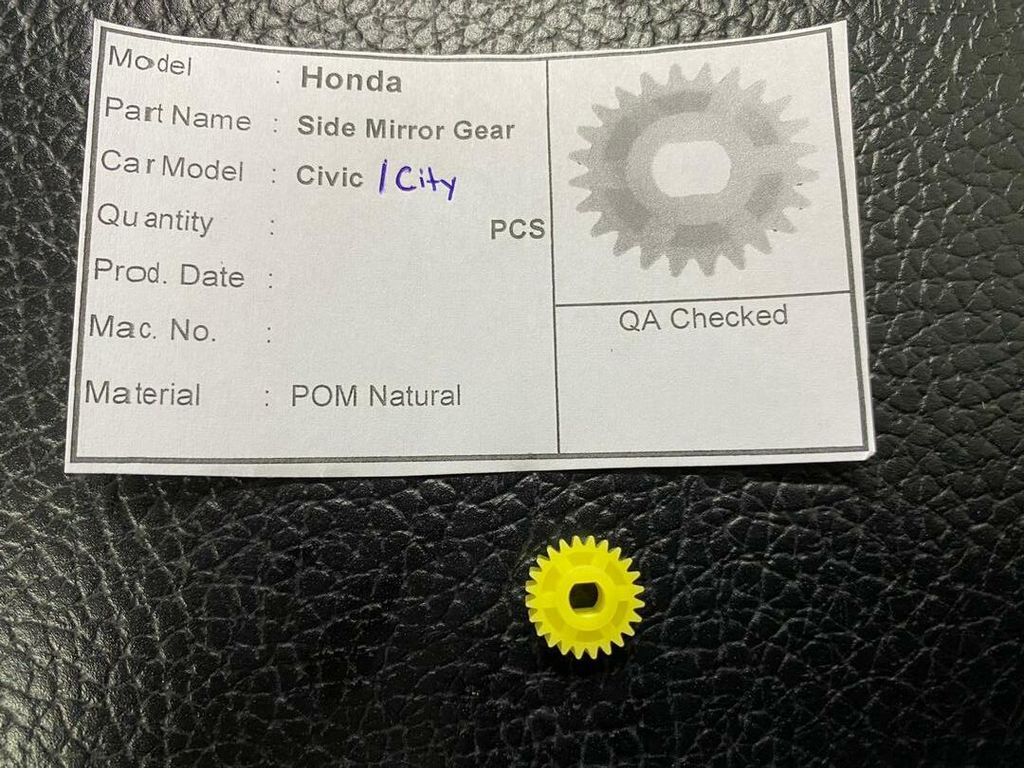 Model : Honda
Part Name : Side Mirror Gear
Car Model : Civic / City
Quantity : PCS
Prod. Date :
Mac. No. :
Material : POM Natural
QA Checked